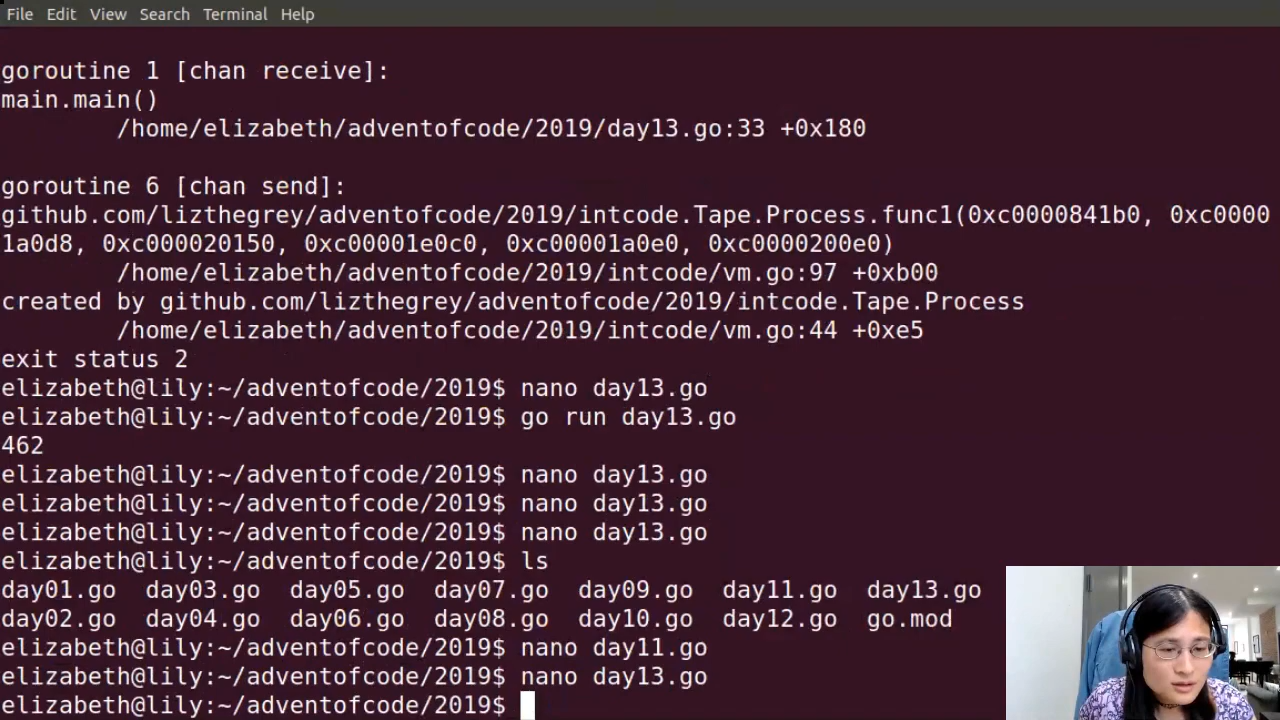 File Edit View Search Terminal Help
goroutine 1 [chan receive]:
main.main()
/home/elizabeth/adventofcode/2019/day13.go:33 +0x180
goroutine 6 [chan send]:
github.com/lizthegrey/adventofcode/2019/intcode.Tape.Process.func1(0xc0000841b0, 0xc0000
1a0d8, 0xc000020150, 0xc00001e0c0, 0xc00001a0e0, 0xc0000200e0)
/home/elizabeth/adventofcode/2019/intcode/vm.go:97 +0xb00
created by github.com/lizthegrey/adventofcode/2019/intcode.Tape.Process
/home/elizabeth/adventofcode/2019/intcode/vm.go:44 +0xe5
exit status 2
elizabeth@lily:~/adventofcode/2019$ nano day13.go
elizabeth@lily:~/adventofcode/2019$ go run day13.go
462
elizabeth@lily:~/adventofcode/2019$ nano day13.go
elizabeth@lily:~/adventofcode/2019$ nano day13.go
elizabeth@lily:~/adventofcode/2019$ nano day13.go
elizabeth@lily:~/adventofcode/2019$ ls
day01.go day03.go day05.go day07.go day09.go day11.go day13.go
day02.go day04.go day06.go day08.go day10.go day12.go go.mod
elizabeth@lily:~/adventofcode/2019$ nano day11.go
elizabeth@lily:~/adventofcode/2019$ nano day13.go
elizabeth@lily:~/adventofcode/2019$